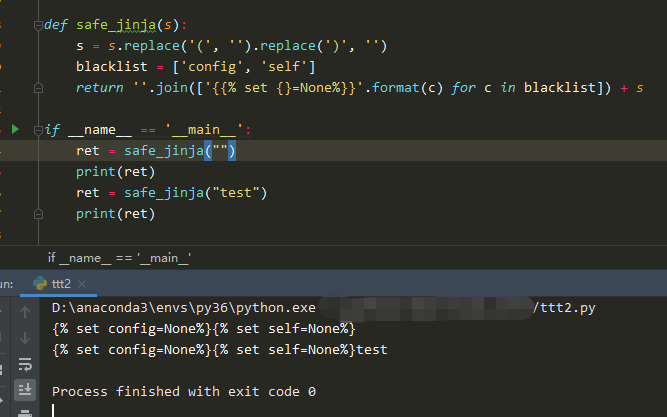 def safe_jinja(s):
s = s.replace('(', '').replace(')', '')
blacklist = ['config', 'self']
return ''.join(['{{% set {}=None%}}'.format(c) for c in blacklist]) + s
if __name__ == '__main__':
ret = safe_jinja("")
print(ret)
ret = safe_jinja("test")
print(ret)
if __name__ == '__main__'
un:
ttt2 ×
D:\anaconda3\envs\py36\python.exe /ttt2.py
{% set config=None%}{% set self=None%}
{% set config=None%}{% set self=None%}test
Process finished with exit code 0